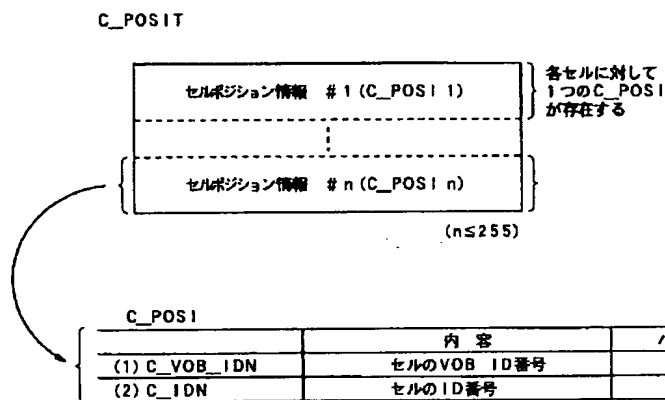 C_POSIT
セルポジション情報 #1(C_POSI 1)
各セルに対して
1つのC_POSI
が存在する
セルポジション情報 #n(C_POSI n)
(n≤255)
C_POSI
内 容
(1) C_VOB_IDN セルのVOB ID番号
(2) C_IDN セルのID番号